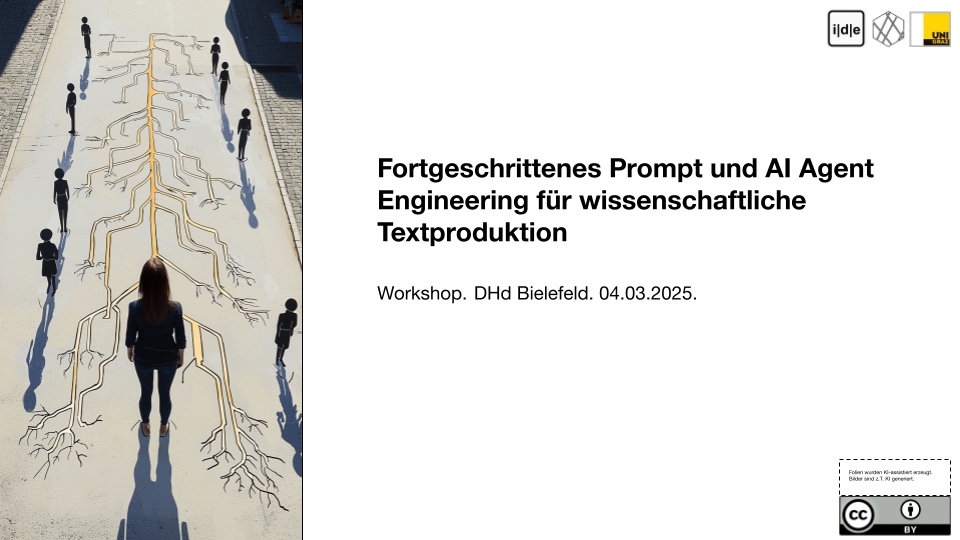 i|d|e
UNI
GRAZ
Fortgeschrittenes Prompt und AI Agent
Engineering für wissenschaftliche
Textproduktion
Workshop. DHd Bielefeld. 04.03.2025.
Folien wurden KI-assistiert erzeugt.
Bilder sind z.T. KI generiert.
cc
BY